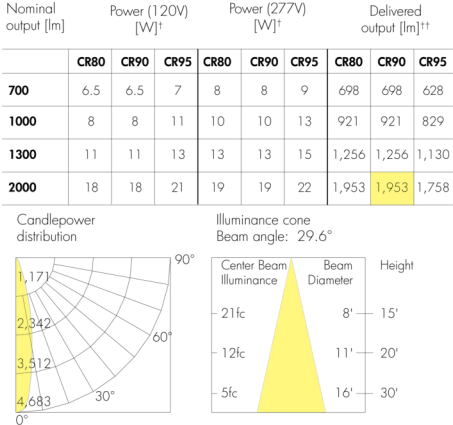 Nominal output [lm] Power (120V) [W]† Power (277V) [W]† Delivered output [lm]††
CR80 CR90 CR95 CR80 CR90 CR95 CR80 CR90 CR95
700 6.5 6.5 7 8 8 9 698 698 628
1000 8 8 11 10 10 13 921 921 829
1300 11 11 13 13 13 15 1,256 1,256 1,130
2000 18 18 21 19 19 22 1,953 1,953 1,758
Candlepower
distribution
90°
1,171
2,342
60°
3,512
30°
4,683
0°
Illuminance cone
Beam angle: 29.6°
Center Beam Illuminance Beam Diameter Height
21fc 8' 15'
12fc 11' 20'
5fc 16' 30'